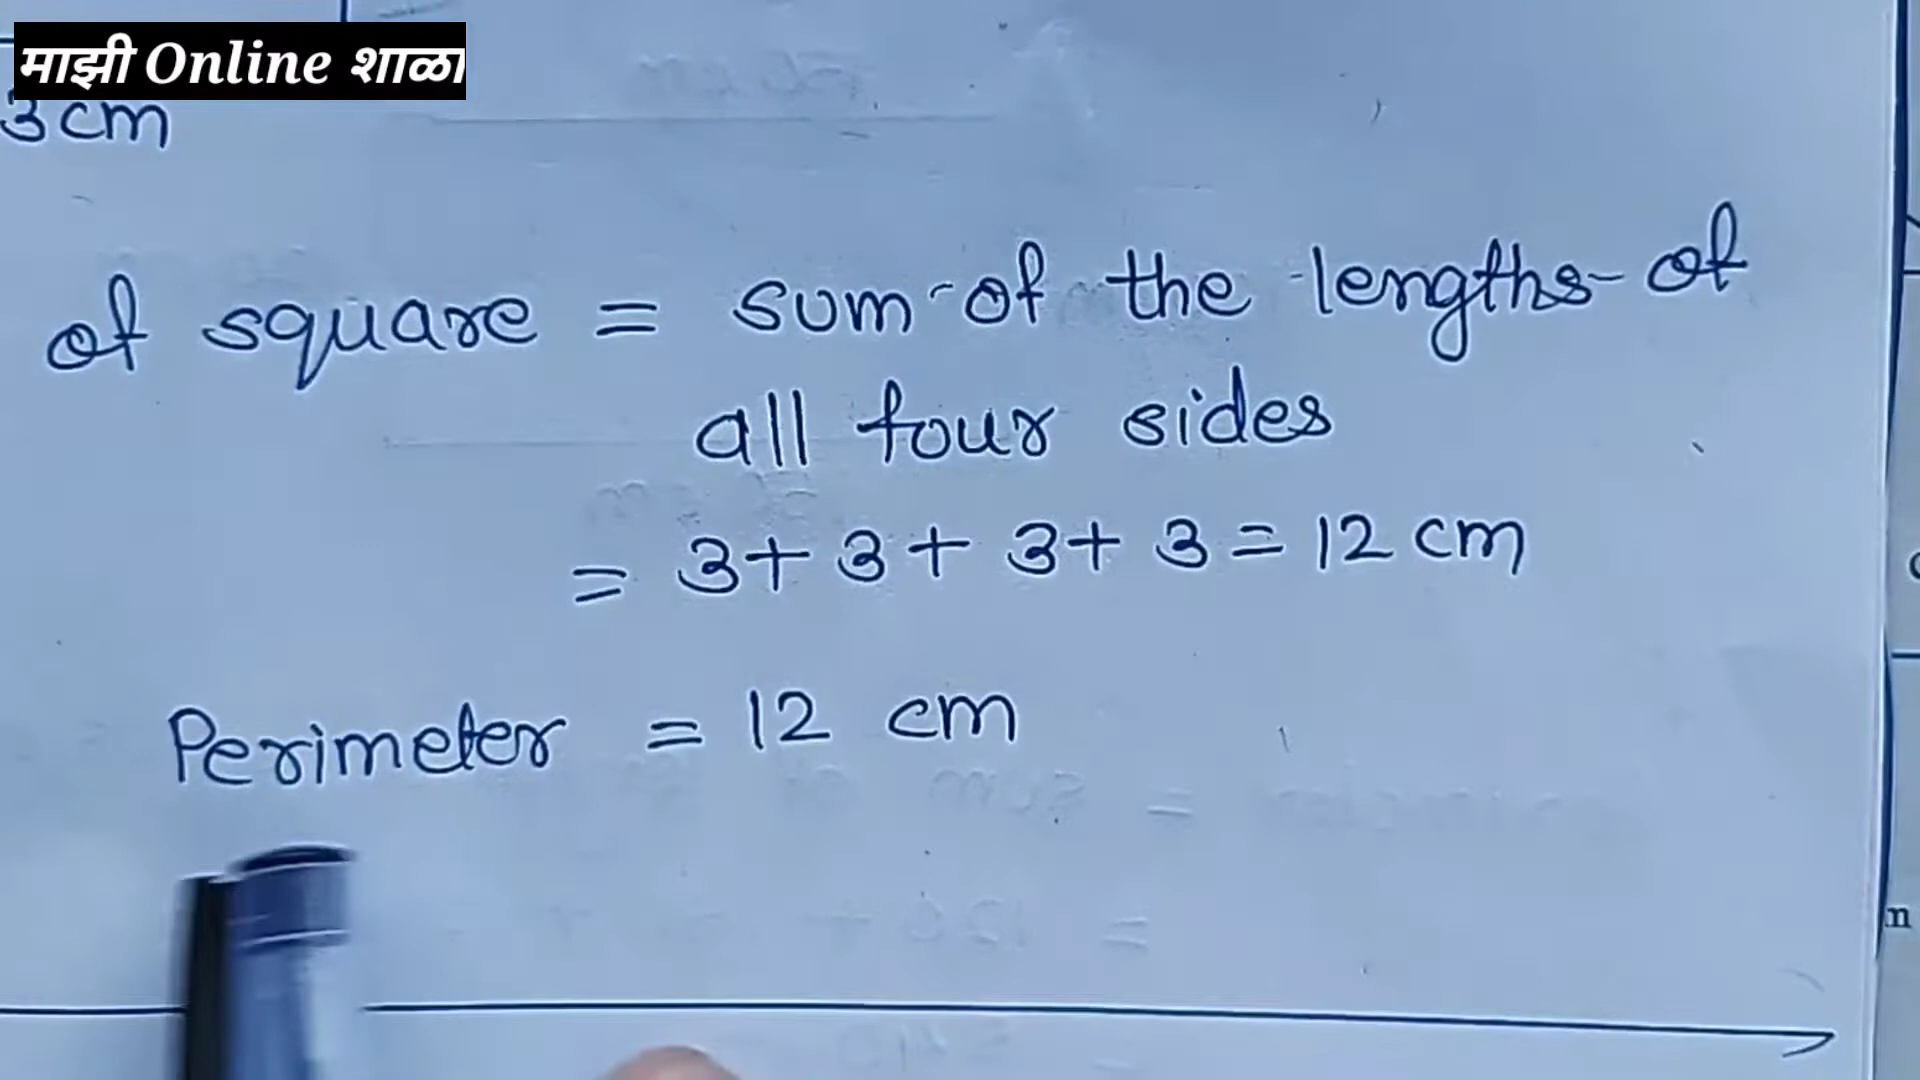 माझी Online शाळा
3cm
of square = sum of the lengths of
all four sides
= 3+ 3+ 3+ 3 = 12 cm
Perimeter = 12 cm